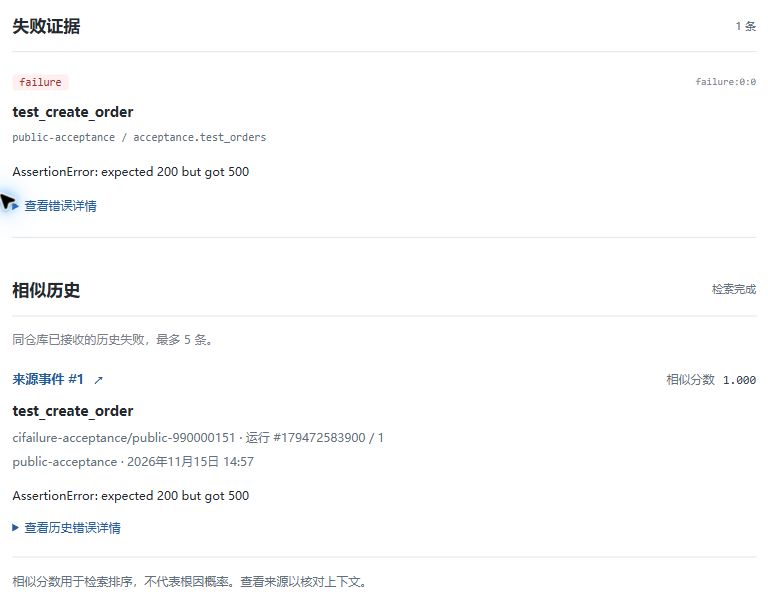 失败证据
1 条
failure
failure:0:0
test_create_order
public-acceptance / acceptance.test_orders
AssertionError: expected 200 but got 500
▶ 查看错误详情
相似历史
检索完成
同仓库已接收的历史失败，最多 5 条。
来源事件 #1 ↗
相似分数 1.000
test_create_order
cifailure-acceptance/public-990000151 · 运行 #179472583900 / 1
public-acceptance · 2026年11月15日 14:57
AssertionError: expected 200 but got 500
▶ 查看历史错误详情
相似分数用于检索排序，不代表根因概率。查看来源以核对上下文。